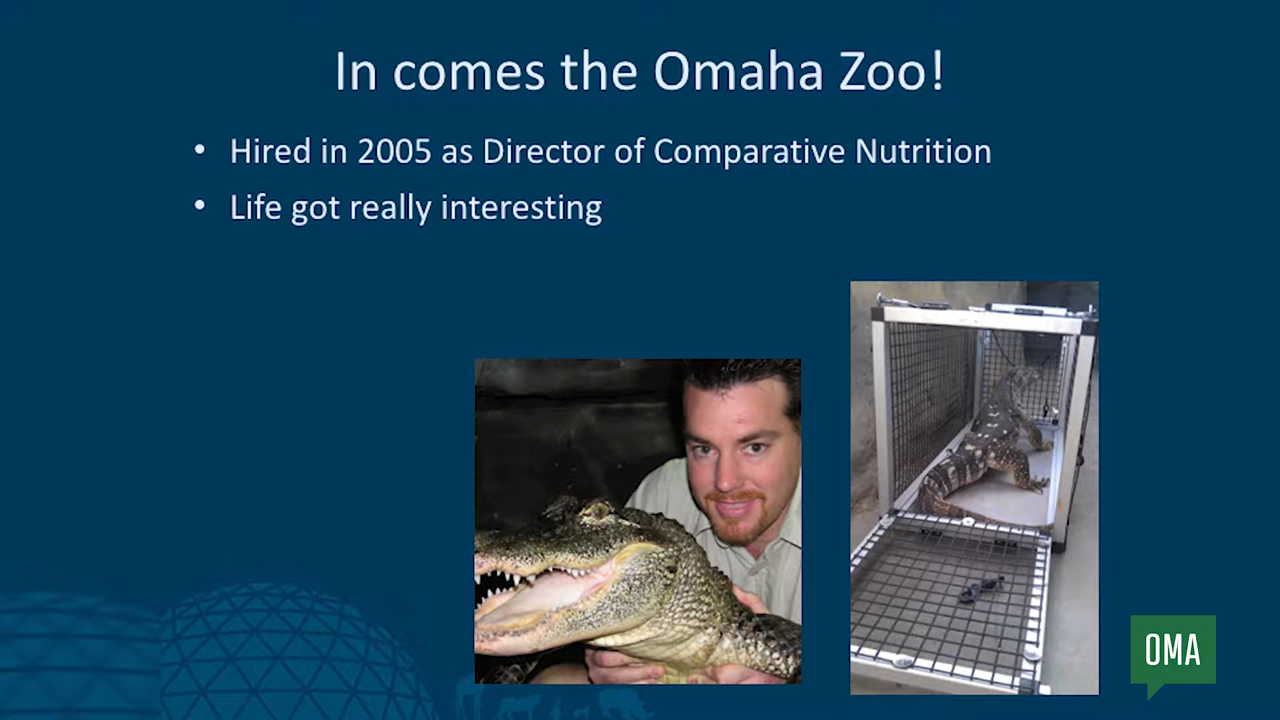 In comes the Omaha Zoo!
• Hired in 2005 as Director of Comparative Nutrition
• Life got really interesting
OMA